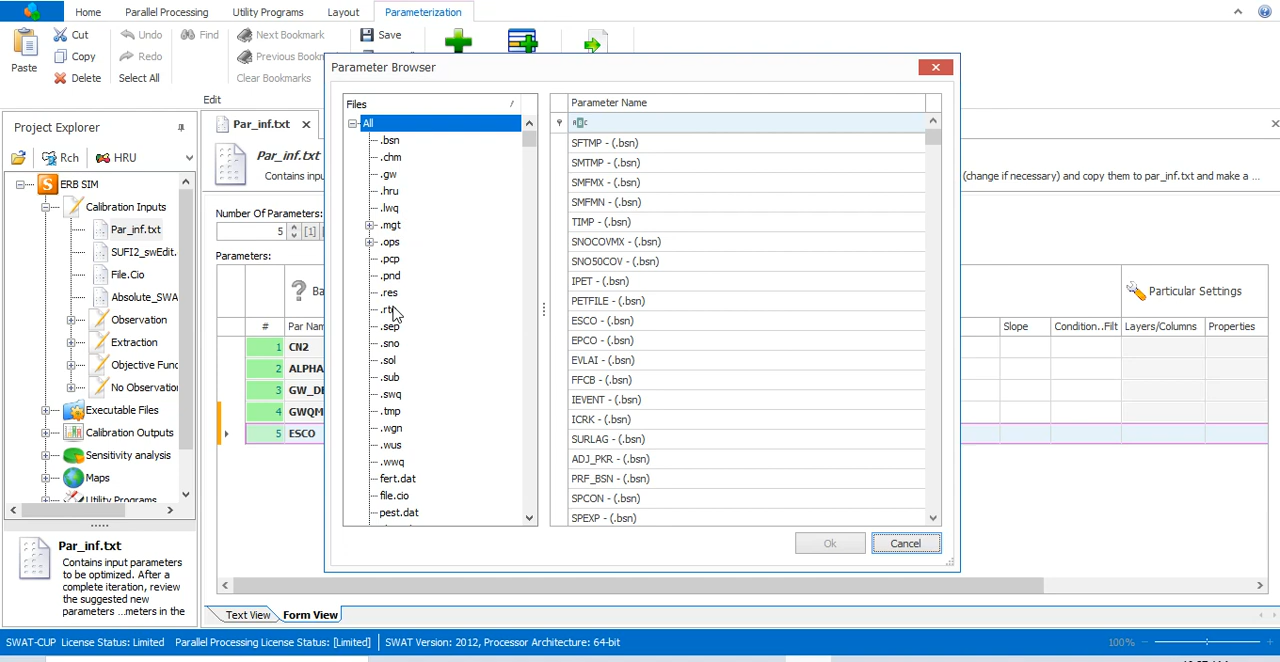 Home Parallel Processing Utility Programs Layout Parameterization
Paste
Cut
Copy
Delete
Undo
Redo
Select All
Find
Next Bookmark
Previous Bookm
Clear Bookmarks
Save
Edit
Project Explorer
Rch HRU
ERB SIM
Calibration Inputs
Par_inf.txt
SUFI2_swEdit.
File.Cio
Absolute_SWA
Observation
Extraction
Objective Func
No Observatio
Executable Files
Calibration Outputs
Sensitivity analysis
Maps
Utility Programs
Par_inf.txt
Contains input parameters
to be optimized. After a
complete iteration, review
the suggested new
parameters ...meters in the
Par_inf.txt
Par_inf.txt
Contains inpu
(change if necessary) and copy them to par_inf.txt and make a ...
Number Of Parameters:
5 [1]
Parameters:
Ba
# Par Nam
1 CN2
2 ALPHA
3 GW_DE
4 GWQM
5 ESCO
Particular Settings
Slope Condition..Filt Layers/Columns Properties
Parameter Browser
Files
All
.bsn
.chm
.gw
.hru
.lwq
.mgt
.ops
.pcp
.pnd
.res
.rt
.sep
.sno
.sol
.sub
.swq
.tmp
.wgn
.wus
.wwq
fert.dat
file.cio
pest.dat
Parameter Name
SFTMP - (.bsn)
SMTMP - (.bsn)
SMFMX - (.bsn)
SMFMN - (.bsn)
TIMP - (.bsn)
SNOCOVMX - (.bsn)
SNO50COV - (.bsn)
IPET - (.bsn)
PETFILE - (.bsn)
ESCO - (.bsn)
EPCO - (.bsn)
EVLAI - (.bsn)
FFCB - (.bsn)
IEVENT - (.bsn)
ICRK - (.bsn)
SURLAG - (.bsn)
ADJ_PKR - (.bsn)
PRF_BSN - (.bsn)
SPCON - (.bsn)
SPEXP - (.bsn)
Ok Cancel
Text View Form View
SWAT-CUP License Status: Limited Parallel Processing License Status: [Limited] SWAT Version: 2012, Processor Architecture: 64-bit
100%